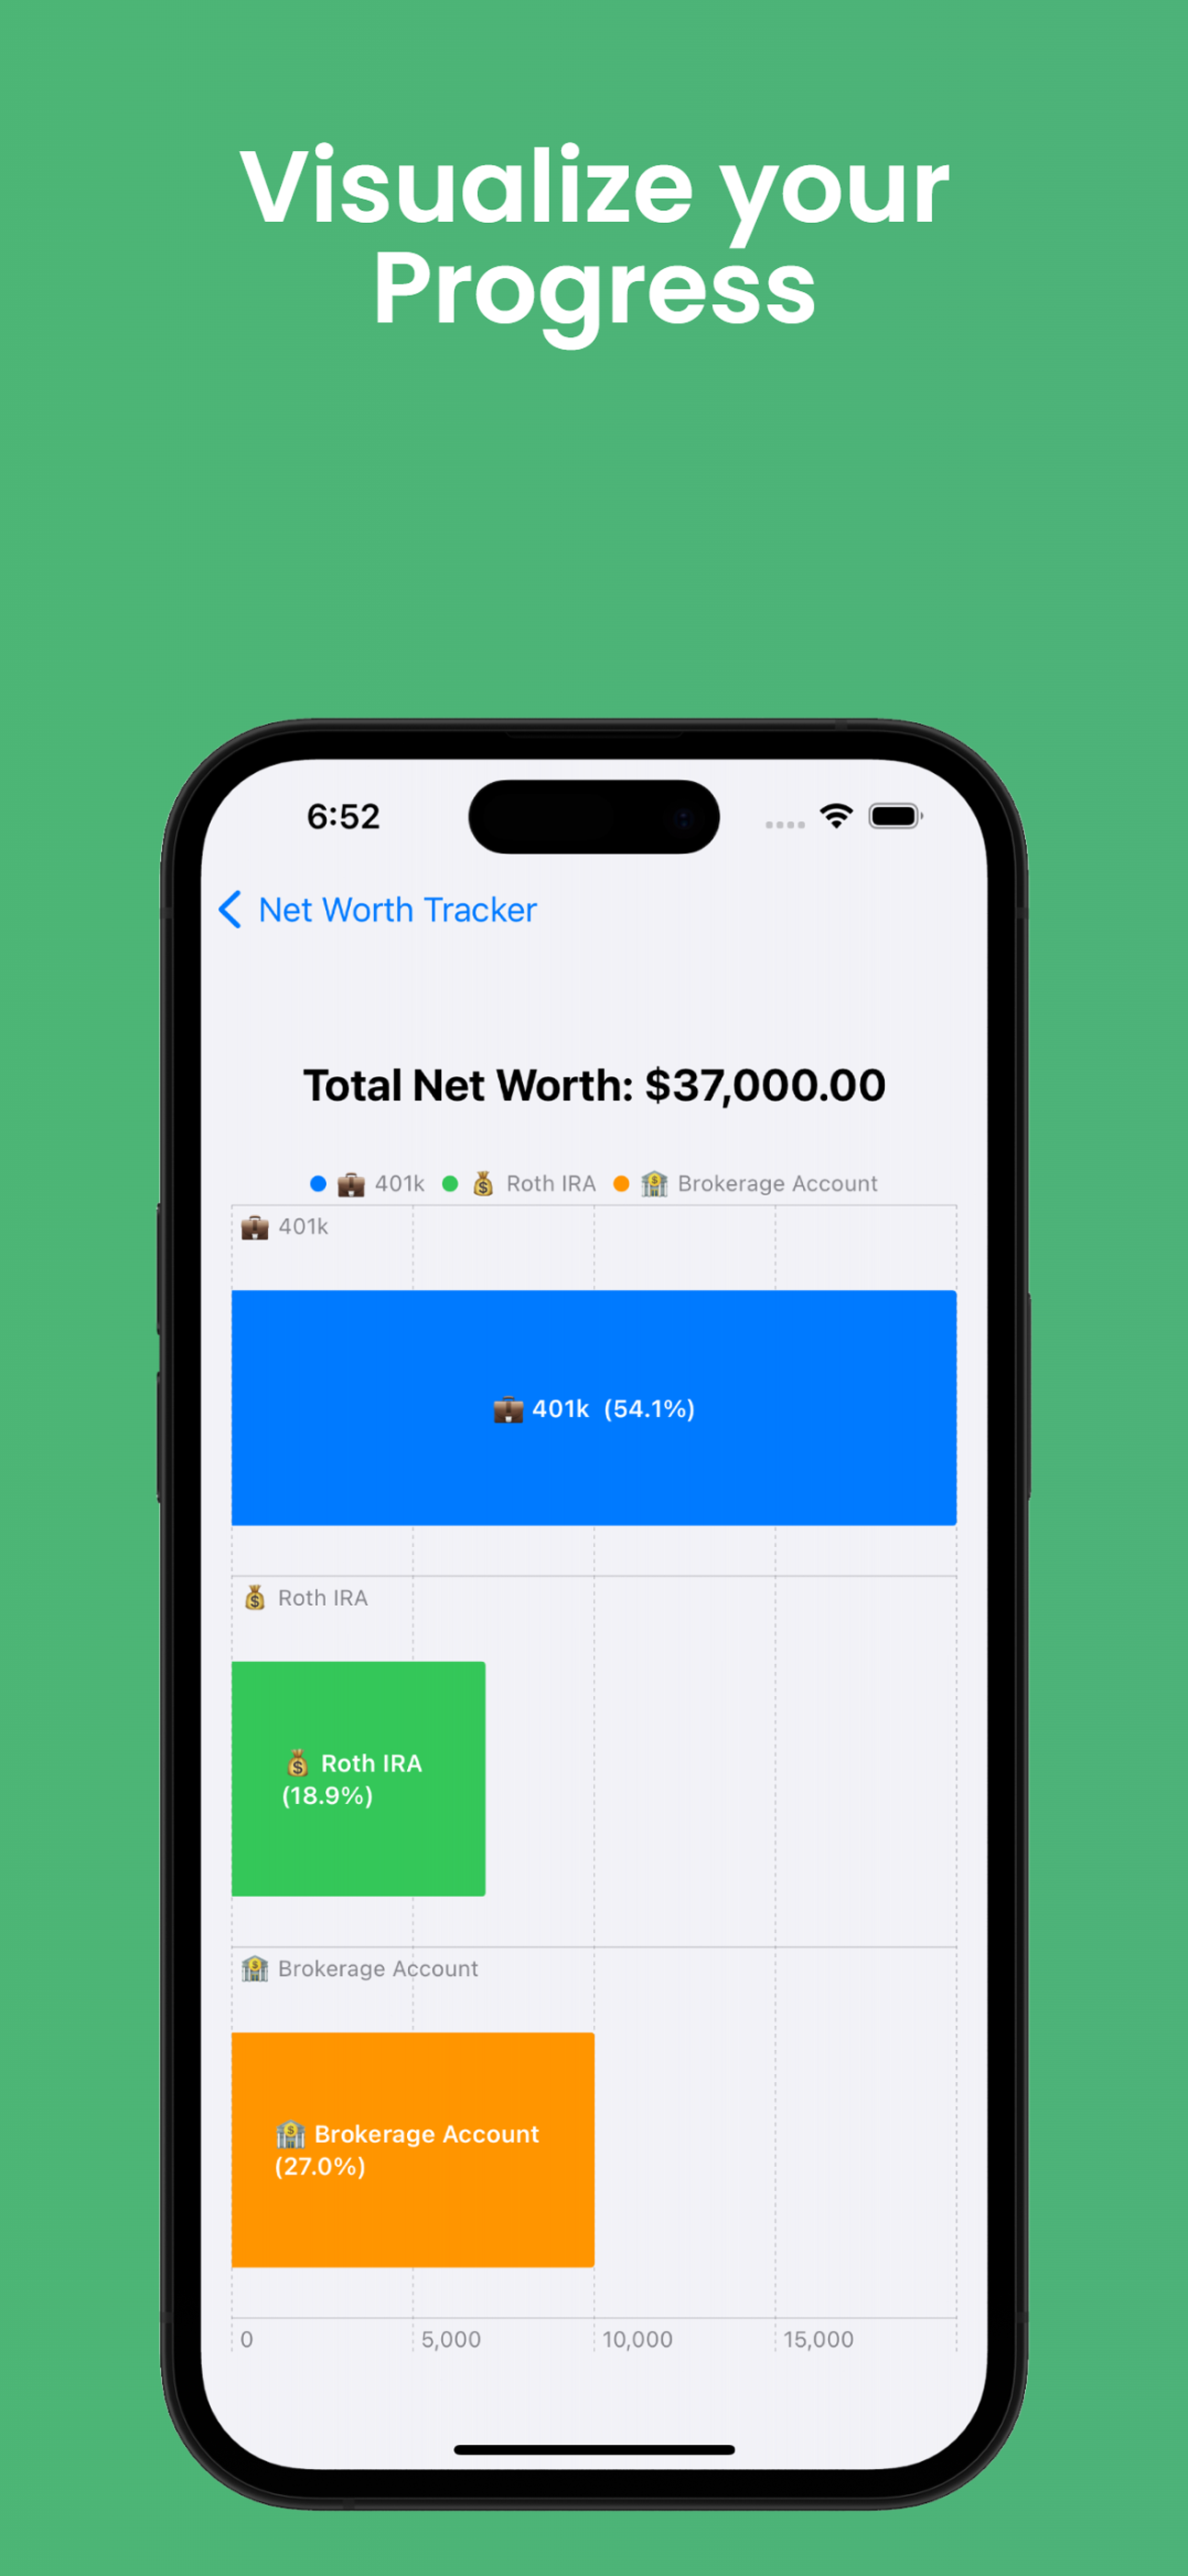 Visualize your
Progress
6:52
Net Worth Tracker
Total Net Worth: $37,000.00
401k Roth IRA Brokerage Account
401k
401k (54.1%)
Roth IRA
Roth IRA
(18.9%)
Brokerage Account
Brokerage Account
(27.0%)
0 5,000 10,000 15,000